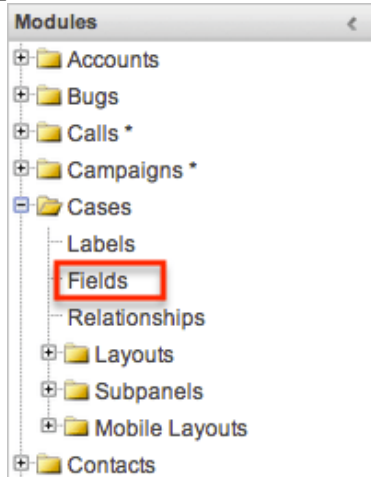 Modules
Accounts
Bugs
Calls *
Campaigns *
Cases
Labels
Fields
Relationships
Layouts
Subpanels
Mobile Layouts
Contacts